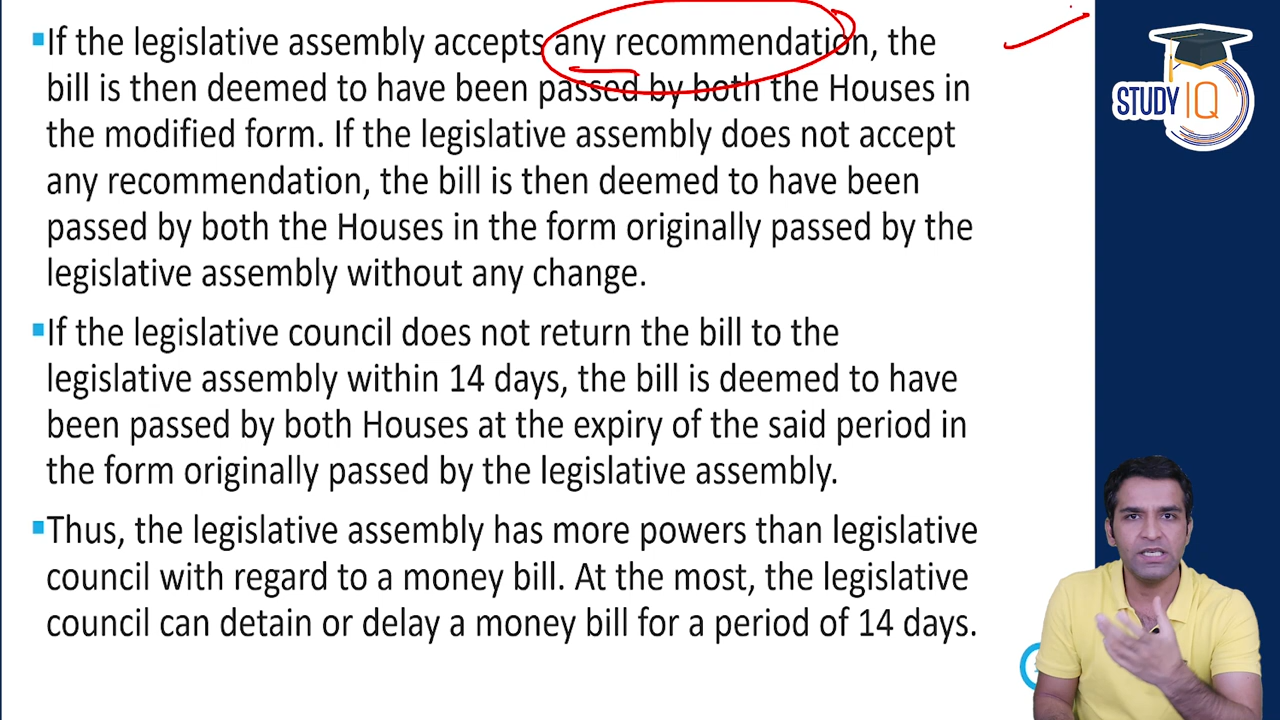 ▪If the legislative assembly accepts any recommendation, the
bill is then deemed to have been passed by both the Houses in
the modified form. If the legislative assembly does not accept
any recommendation, the bill is then deemed to have been
passed by both the Houses in the form originally passed by the
legislative assembly without any change.
▪If the legislative council does not return the bill to the
legislative assembly within 14 days, the bill is deemed to have
been passed by both Houses at the expiry of the said period in
the form originally passed by the legislative assembly.
▪Thus, the legislative assembly has more powers than legislative
council with regard to a money bill. At the most, the legislative
council can detain or delay a money bill for a period of 14 days.
STUDY IQ